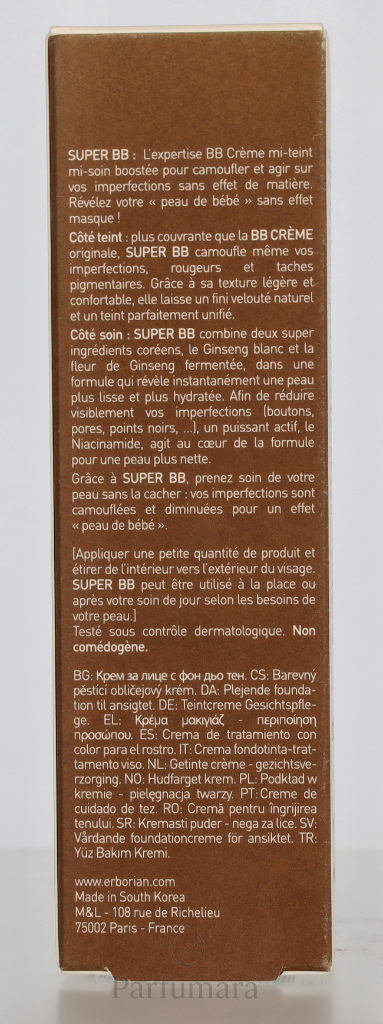 SUPER BB : L'expertise BB Crème mi-teint
mi-soin boostée pour camoufler et agir sur
vos imperfections sans effet de matière.
Révélez votre « peau de bébé » sans effet
masque !
Côté teint : plus couvrante que la BB CRÈME
originale, SUPER BB camoufle même vos
imperfections, rougeurs et taches
pigmentaires. Grâce à sa texture légère et
confortable, elle laisse un fini velouté naturel
et un teint parfaitement unifié.
Côté soin : SUPER BB combine deux super
ingrédients coréens, le Ginseng blanc et la
fleur de Ginseng fermentée, dans une
formule qui révèle instantanément une peau
plus lisse et plus hydratée. Afin de réduire
visiblement vos imperfections (boutons,
pores, points noirs, ...), un puissant actif, le
Niacinamide, agit au cœur de la formule
pour une peau plus nette.
Grâce à SUPER BB, prenez soin de votre
peau sans la cacher : vos imperfections sont
camouflées et diminuées pour un effet
« peau de bébé ».
[Appliquer une petite quantité de produit et
étirer de l'intérieur vers l'extérieur du visage.
SUPER BB peut être utilisé à la place ou
après votre soin de jour selon les besoins de
votre peau.]
Testé sous contrôle dermatologique. Non
comédogène.
BG: Крем за лице с фон дьо тен. CS: Barevný
pěstící obličejový krém. DA: Plejende founda-
tion til ansigtet. DE: Teintcreme Gesichtspfle-
ge. EL: Κρέμα μακιγιάζ - περιποίηση
προσώπου. ES: Crema de tratamiento con
color para el rostro. IT: Crema fondotinta-trat-
tamento viso. NL: Getinte crème - gezichtsve-
rzorging. NO: Hudfarget krem. PL: Podkład w
kremie - pielęgnacja twarzy. PT: Creme de
cuidado de tez. RO: Cremă pentru îngrijirea
tenului. SR: Kremasti puder - nega za lice. SV:
Vårdande foundationcreme för ansiktet. TR:
Yüz Bakım Kremi.
www.erborian.com
Made in South Korea
M&L - 108 rue de Richelieu
75002 Paris - France
Parfumara